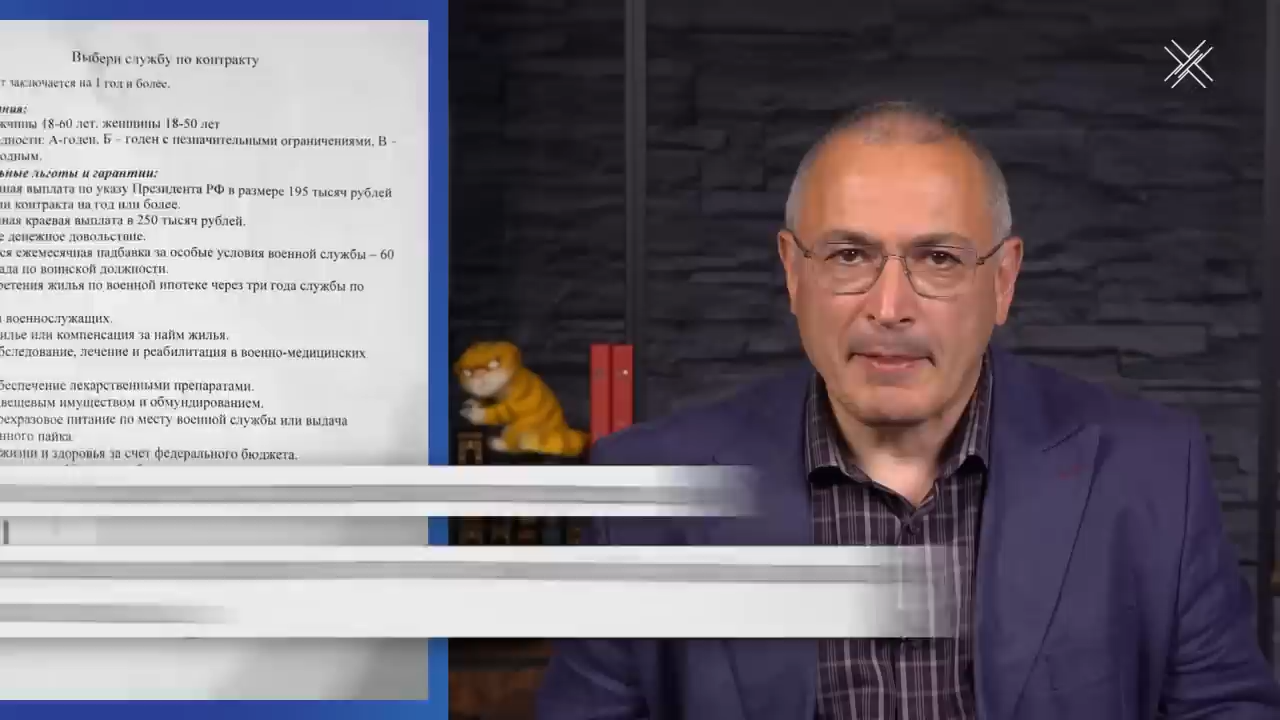 Выбери службу по контракту
т заключается на 1 год и более.
ния:
жчины 18-60 лет, женщины 18-50 лет
дности: А-годен, Б – годен с незначительными ограничениями, В -
одным.
ьные льготы и гарантии:
ная выплата по указу Президента РФ в размере 195 тысяч рублей
ии контракта на год или более.
ная краевая выплата в 250 тысяч рублей.
е денежное довольствие.
ся ежемесячная надбавка за особые условия военной службы – 60
ада по воинской должности.
ретения жилья по военной ипотеке через три года службы по
военнослужащих.
илье или компенсация за найм жилья.
бследование, лечение и реабилитация в военно-медицинских
беспечение лекарственными препаратами.
вещевым имуществом и обмундированием.
рехразовое питание по месту военной службы или выдача
нного пайка.
жизни и здоровья за счет федерального бюджета.